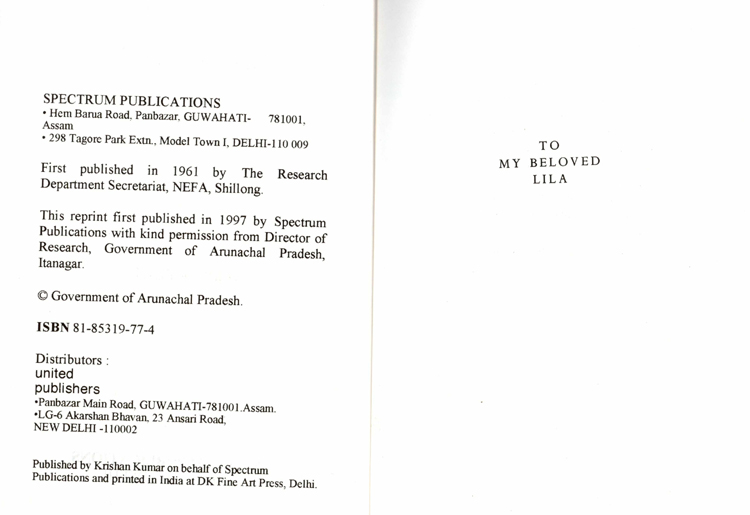 SPECTRUM PUBLICATIONS
• Hem Barua Road, Panbazar, GUWAHATI- 781001,
Assam
• 298 Tagore Park Extn., Model Town I, DELHI-110 009
First published in 1961 by The Research
Department Secretariat, NEFA, Shillong.
This reprint first published in 1997 by Spectrum
Publications with kind permission from Director of
Research, Government of Arunachal Pradesh,
Itanagar.
© Government of Arunachal Pradesh.
ISBN 81-85319-77-4
Distributors :
united
publishers
•Panbazar Main Road, GUWAHATI-781001.Assam.
•LG-6 Akarshan Bhavan, 23 Ansari Road,
NEW DELHI -110002
Published by Krishan Kumar on behalf of Spectrum
Publications and printed in India at DK Fine Art Press, Delhi.
TO
MY BELOVED
LILA